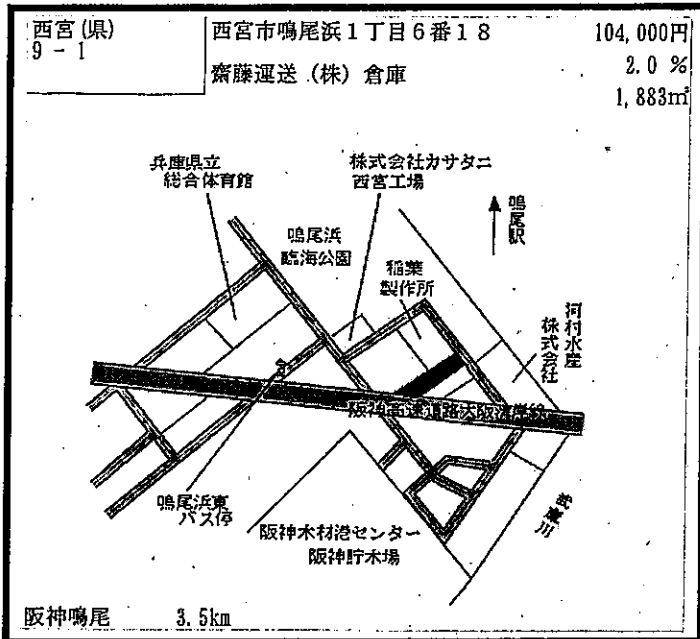 西宮(県)
9－1
西宮市鳴尾浜1丁目6番18
齋藤運送(株)倉庫
104,000円
2.0 %
1,883㎡
兵庫県立
総合体育館
株式会社カサタニ
西宮工場
鳴尾浜
臨海公園
稲葉
製作所
鳴尾駅
河村水産
株式会社
阪神高速道路大阪湾岸線
鳴尾浜東
バス停
阪神木材港センター
阪神貯木場
武庫川
阪神鳴尾 3.5km